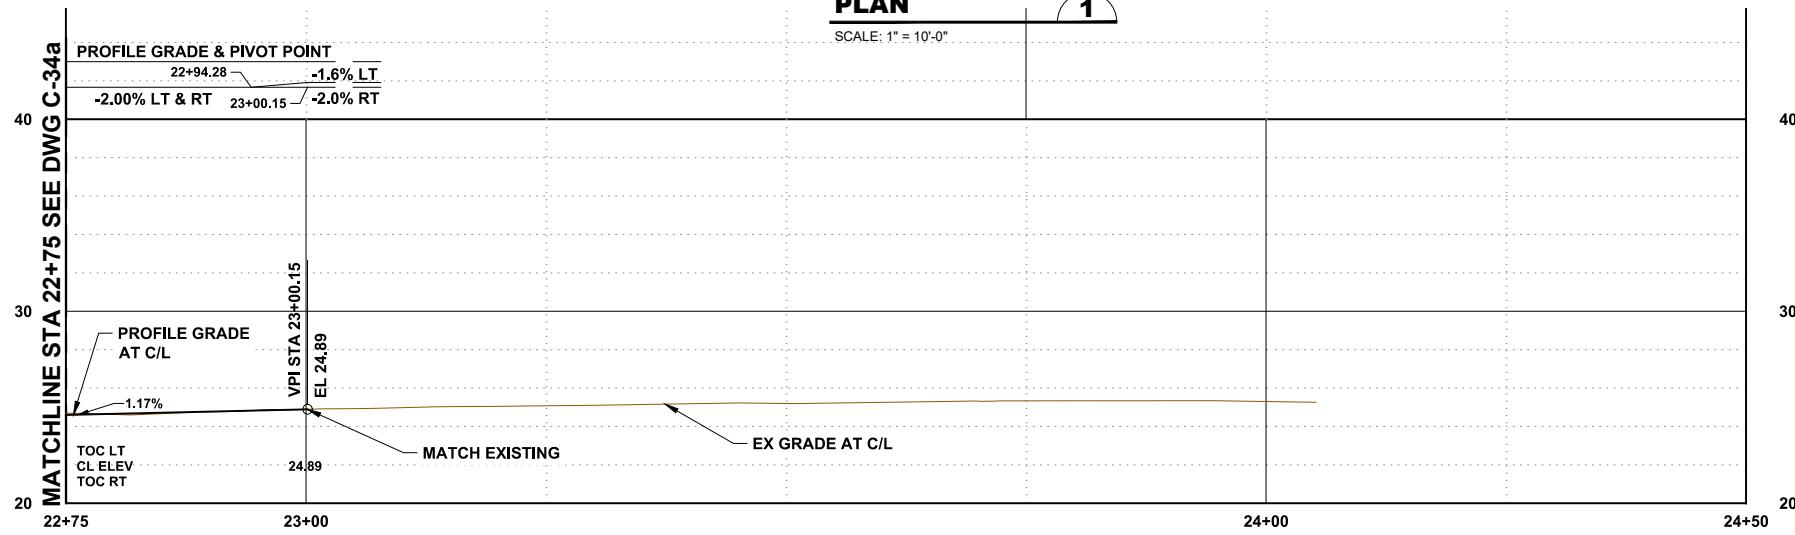 PLAN
1
SCALE: 1" = 10'-0"
PROFILE GRADE & PIVOT POINT
22+94.28
-1.6% LT
-2.00% LT & RT
23+00.15
-2.0% RT
MATCHLINE STA 22+75 SEE DWG C-34a
40
40
30
30
20
20
VPI STA 23+00.15
EL 24.89
PROFILE GRADE
AT C/L
1.17%
MATCH EXISTING
EX GRADE AT C/L
TOC LT
CL ELEV
TOC RT
24.89
22+75
23+00
24+00
24+50